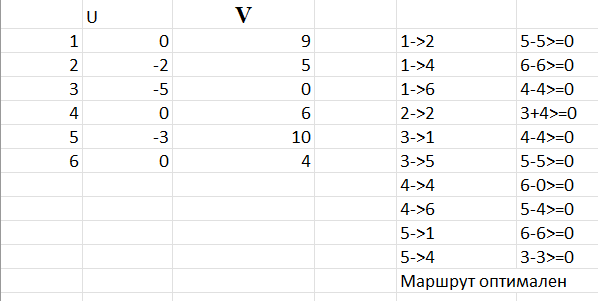 U V
1 0 9 1->2 5-5>=0
2 -2 5 1->4 6-6>=0
3 -5 0 1->6 4-4>=0
4 0 6 2->2 3+4>=0
5 -3 10 3->1 4-4>=0
6 0 4 3->5 5-5>=0
4->4 6-0>=0
4->6 5-4>=0
5->1 6-6>=0
5->4 3-3>=0
Маршрут оптимален